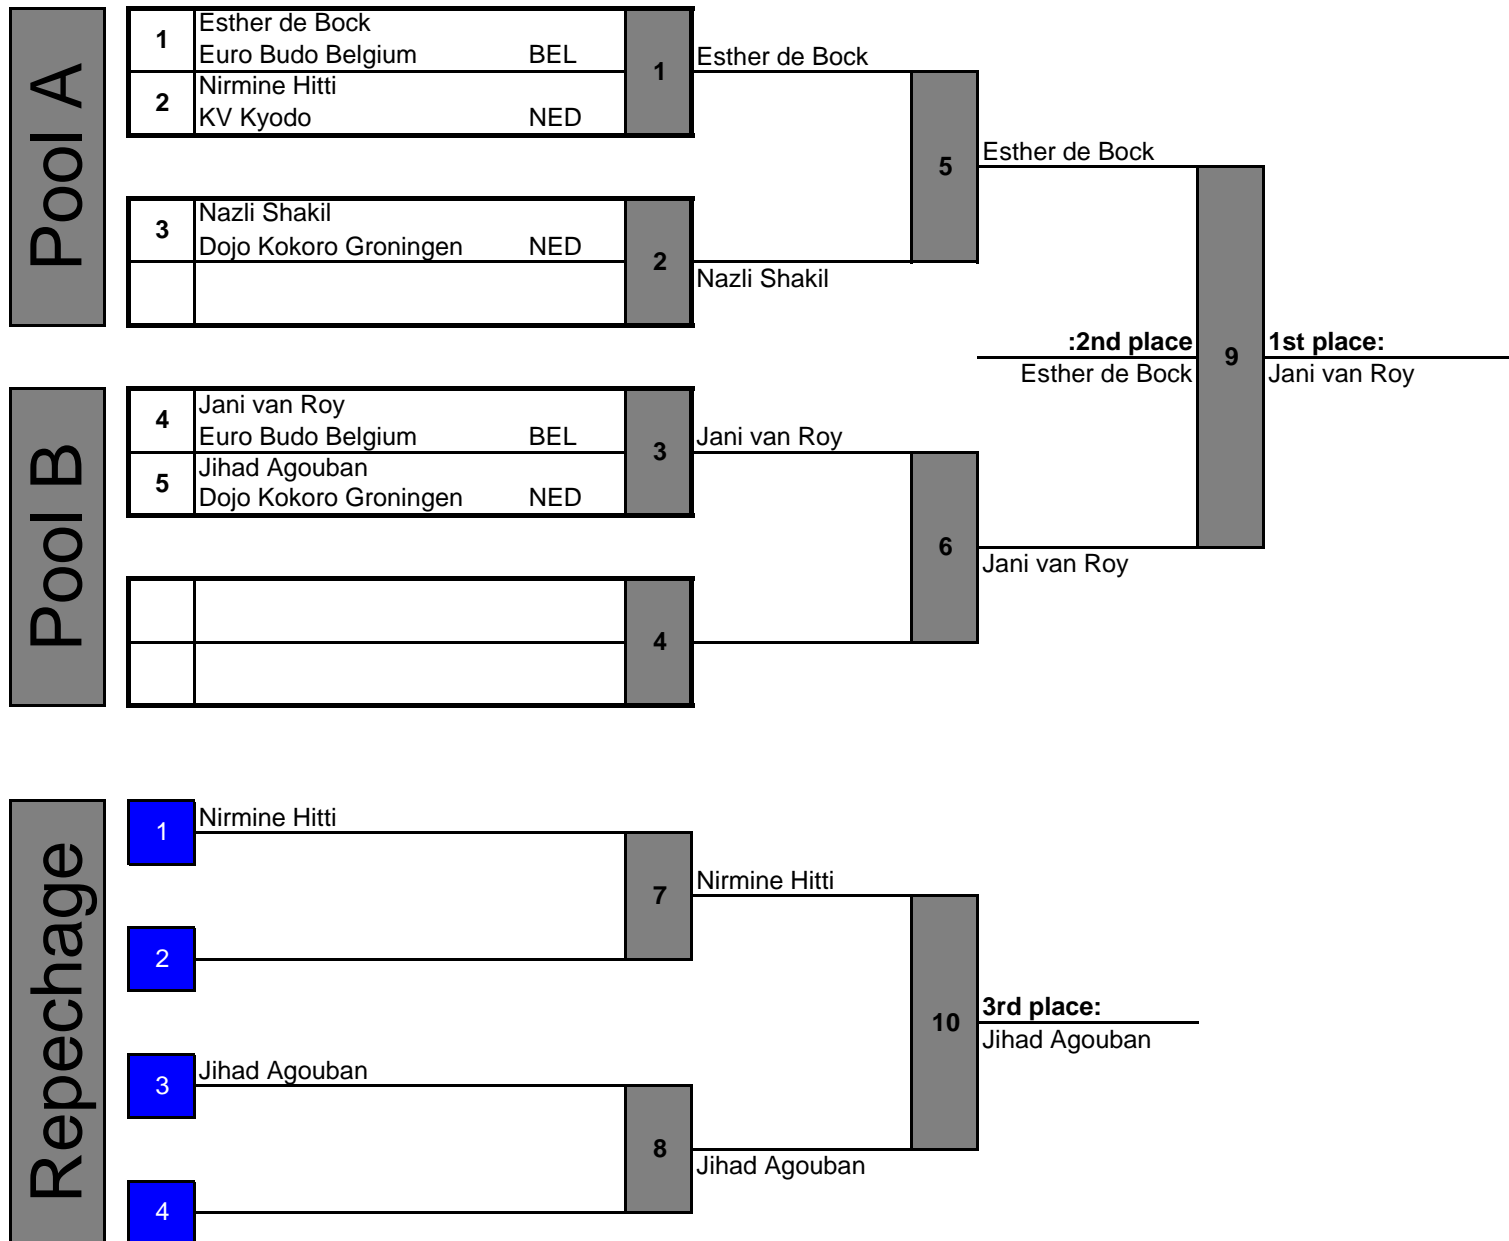 Pool A
1
Esther de Bock
Euro Budo Belgium BEL
2
Nirmine Hitti
KV Kyodo NED
1
Esther de Bock
3
Nazli Shakil
Dojo Kokoro Groningen NED
2
Nazli Shakil
5
Esther de Bock
Pool B
4
Jani van Roy
Euro Budo Belgium BEL
5
Jihad Agouban
Dojo Kokoro Groningen NED
3
Jani van Roy
4
6
Jani van Roy
:2nd place
Esther de Bock
9
1st place:
Jani van Roy
Repechage
1
Nirmine Hitti
2
7
Nirmine Hitti
3
Jihad Agouban
4
8
Jihad Agouban
10
3rd place:
Jihad Agouban